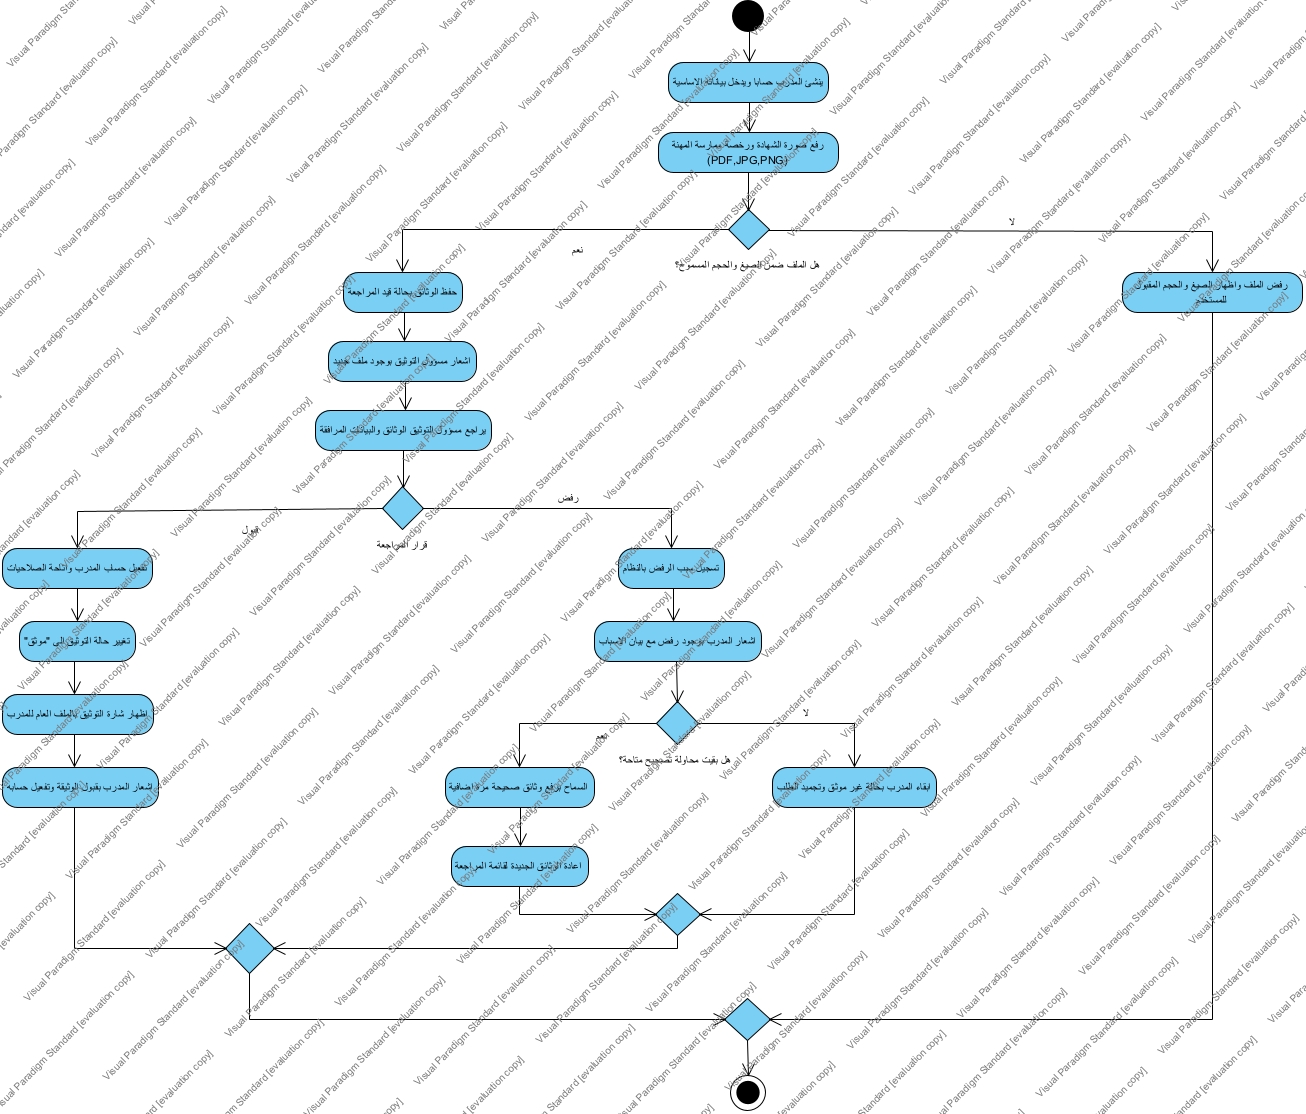 ينشئ المدرب حسابا ويدخل بيانات الاساسية
رفع صورة الشهادة ورخصة ممارسة المهنة
(PDF,JPG,PNG)
لا
نعم
هل الملف ضمن الصيغ والحجم المسموح؟
حفظ الوثائق بحالة قيد المراجعة
رفض الملف واظهار الصيغ والحجم المقبول
للمستخدم
اشعار مسؤول التوثيق بوجود ملف جديد
يراجع مسؤول التوثيق الوثائق والبيانات المرافقة
رفض
قبول
قرار المراجعة
تسجيل سبب الرفض بالنظام
تفعيل حساب المدرب واتاحة الصلاحيات
اشعار المدرب بوجود رفض مع بيان الاسباب
تغيير حالة التوثيق الى "موثق"
اظهار شارة التوثيق بالملف العام للمدرب
لا
نعم
هل بقيت محاولة تصحيح متاحة؟
ابقاء المدرب بحالة غير موثق وتجميد الطلب
السماح برفع وثائق صحيحة مرة اضافية
اشعار المدرب بقبول الوثيقة وتفعيل حسابة
اعادة الوثائق الجديدة لقائمة المراجعة
Visual Paradigm Standard [evaluation copy]